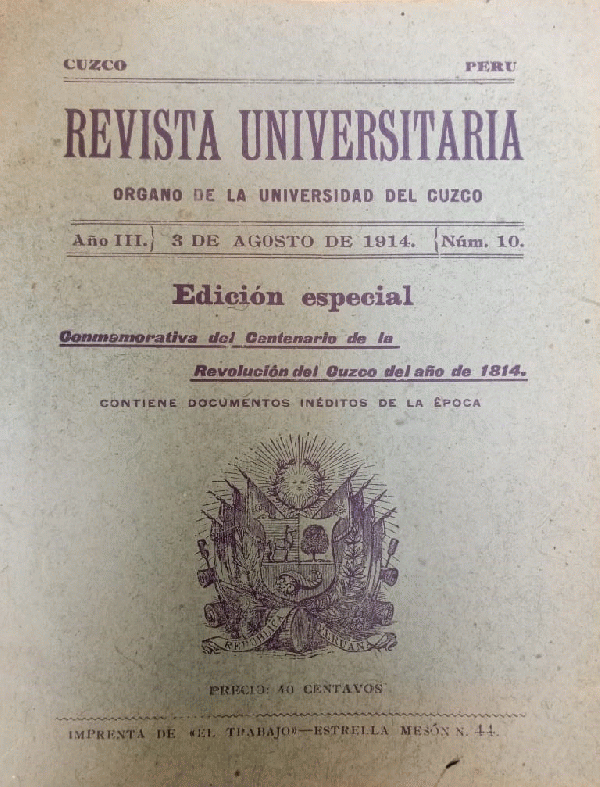 CUZCO PERU
REVISTA UNIVERSITARIA
ORGANO DE LA UNIVERSIDAD DEL CUZCO
Año III. 3 DE AGOSTO DE 1914. Núm. 10.
Edición especial
Conmemorativa del Centenario de la
Revolución del Cuzco del año de 1814.
CONTIENE DOCUMENTOS INÉDITOS DE LA ÉPOCA
REPÚBLICA PERUANA
PRECIO: 40 CENTAVOS
IMPRENTA DE «EL TRABAJO»—ESTRELLA MESÓN N. 44.